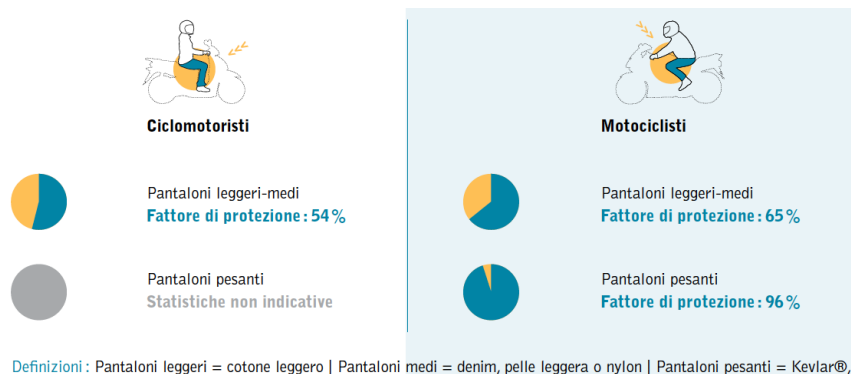 Ciclomotoristi
Pantaloni leggeri-medi
Fattore di protezione: 54 %
Pantaloni pesanti
Statistiche non indicative
Motociclisti
Pantaloni leggeri-medi
Fattore di protezione: 65 %
Pantaloni pesanti
Fattore di protezione: 96 %
Definizioni: Pantaloni leggeri = cotone leggero | Pantaloni medi = denim, pelle leggera o nylon | Pantaloni pesanti = Kevlar®,